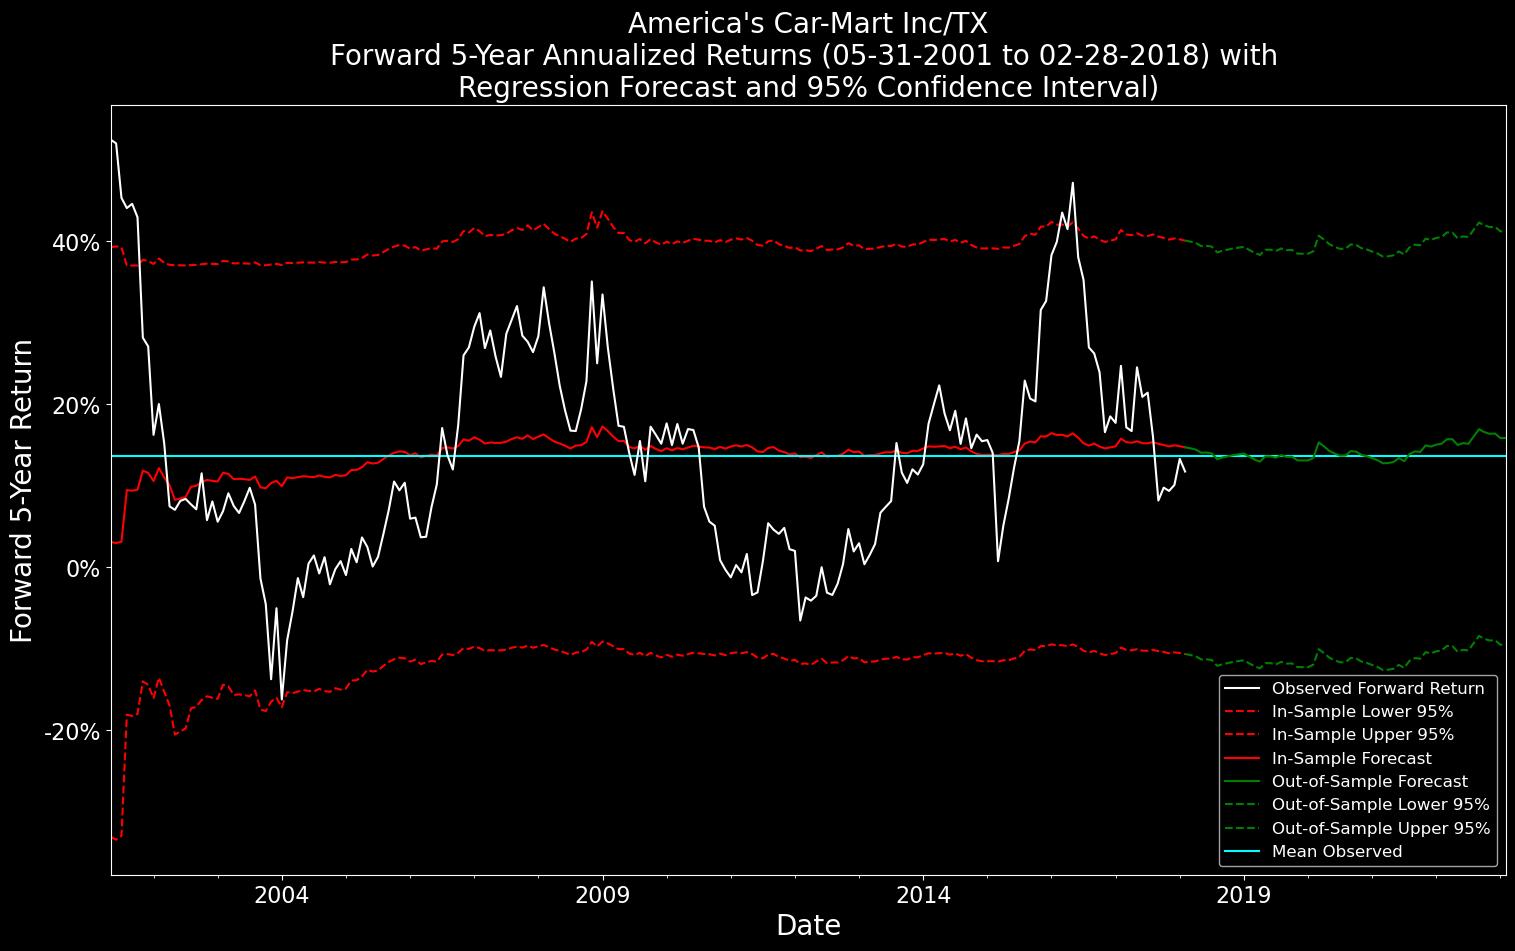 America's Car-Mart Inc/TX
Forward 5-Year Annualized Returns (05-31-2001 to 02-28-2018) with
Regression Forecast and 95% Confidence Interval)
Forward 5-Year Return
40%
20%
0%
-20%
2004
2009
2014
2019
Date
Observed Forward Return
In-Sample Lower 95%
In-Sample Upper 95%
In-Sample Forecast
Out-of-Sample Forecast
Out-of-Sample Lower 95%
Out-of-Sample Upper 95%
Mean Observed